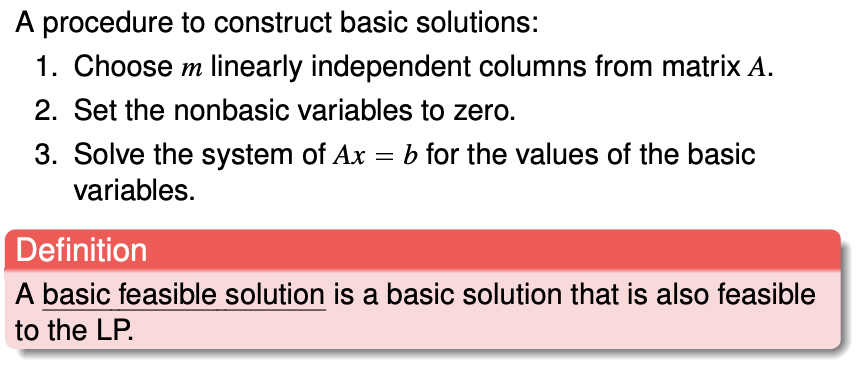 A procedure to construct basic solutions:
1. Choose m linearly independent columns from matrix A.
2. Set the nonbasic variables to zero.
3. Solve the system of Ax = b for the values of the basic
variables.
Definition
A basic feasible solution is a basic solution that is also feasible
to the LP.